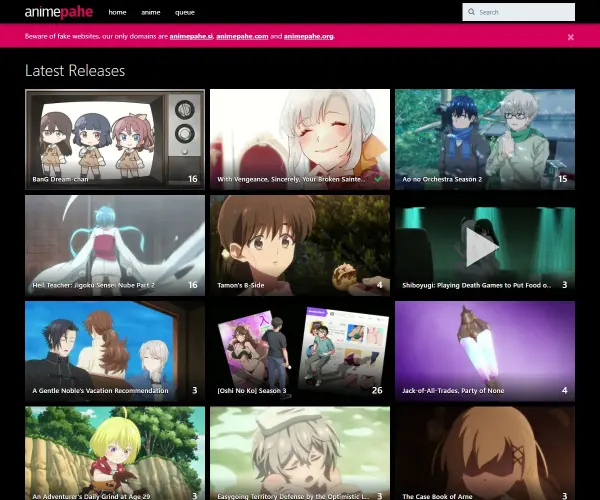 animepahe home anime queue Search
Beware of fake websites, our only domains are animepahe.si, animepahe.com and animepahe.org. ×
Latest Releases
BanG Dream-chan 16
With Vengeance, Sincerely, Your Broken Sainte...
Ao no Orchestra Season 2 15
Hell Teacher: Jigoku Sensei Nube Part 2 16
Tamon's B-Side 4
Shiboyugi: Playing Death Games to Put Food o... 3
A Gentle Noble's Vacation Recommendation 3
[Oshi No Ko] Season 3 26
Jack-of-All-Trades, Party of None 4
An Adventurer's Daily Grind at Age 29 3
Easygoing Territory Defense by the Optimistic L... 3
The Case Book of Arne 3